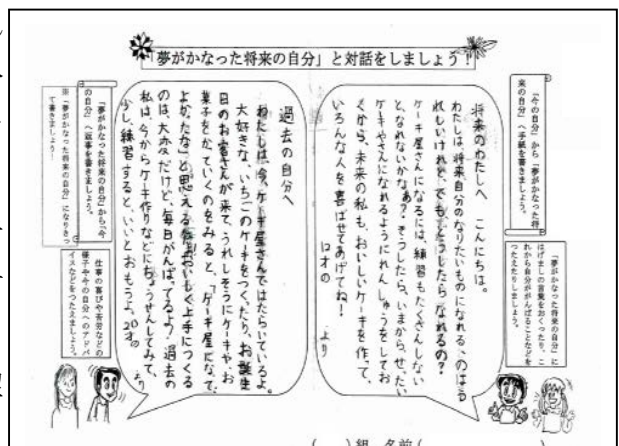 「夢がかなった将来の自分」と対話をしましょう！
「今の自分」から「夢がかなった将
来の自分」へ手紙を書きましょう。
「夢がかなった将来の自分」に
はげましの言葉をおくったり、こ
れから自分ががんばることなどを
つたえたりしましょう。
将来のわたしへ　こんにちは。
わたしは、将来自分のなりたいものになれる、のはう
れしいけれど、でも、どうしたらなれるの？
ケーキ屋さんになるには、練習もたくさんしない
と、なれないかなぁ？そうしたら、いまから、ぜったい
ケーキやさんになれるようにれんしゅうをしてお
くから、未来の私も、おいしいケーキを作って、
いろんな人を喜ばせてあげてね！
12才の　より
過去の自分へ
わたしは、今、ケーキ屋さんではたらいているよ。
大好きな、いちごのケーキをつくったり、お誕生
日のお客さんが来て、うれしそうにケーキや、お
菓子をかっていくのをみると、「ケーキ屋になって、
よかったな」と思える
おいしく上手につくる
のは、大変だけど、毎日がんばってるよ！過去の
私は、今からケーキ作りなどにちょうせんしてみて、
少し、練習すると、いいとおもうよ。20才の　より
「夢がかなった将来の自分」から「今
の自分」へ返事を書きましょう。
※「夢がかなった将来の自分」になりきっ
て書きましょう！
仕事の喜びや苦労などの
様子や今の自分へのアドバ
イスなどをつたえましょう。
(　)組　名前(　)